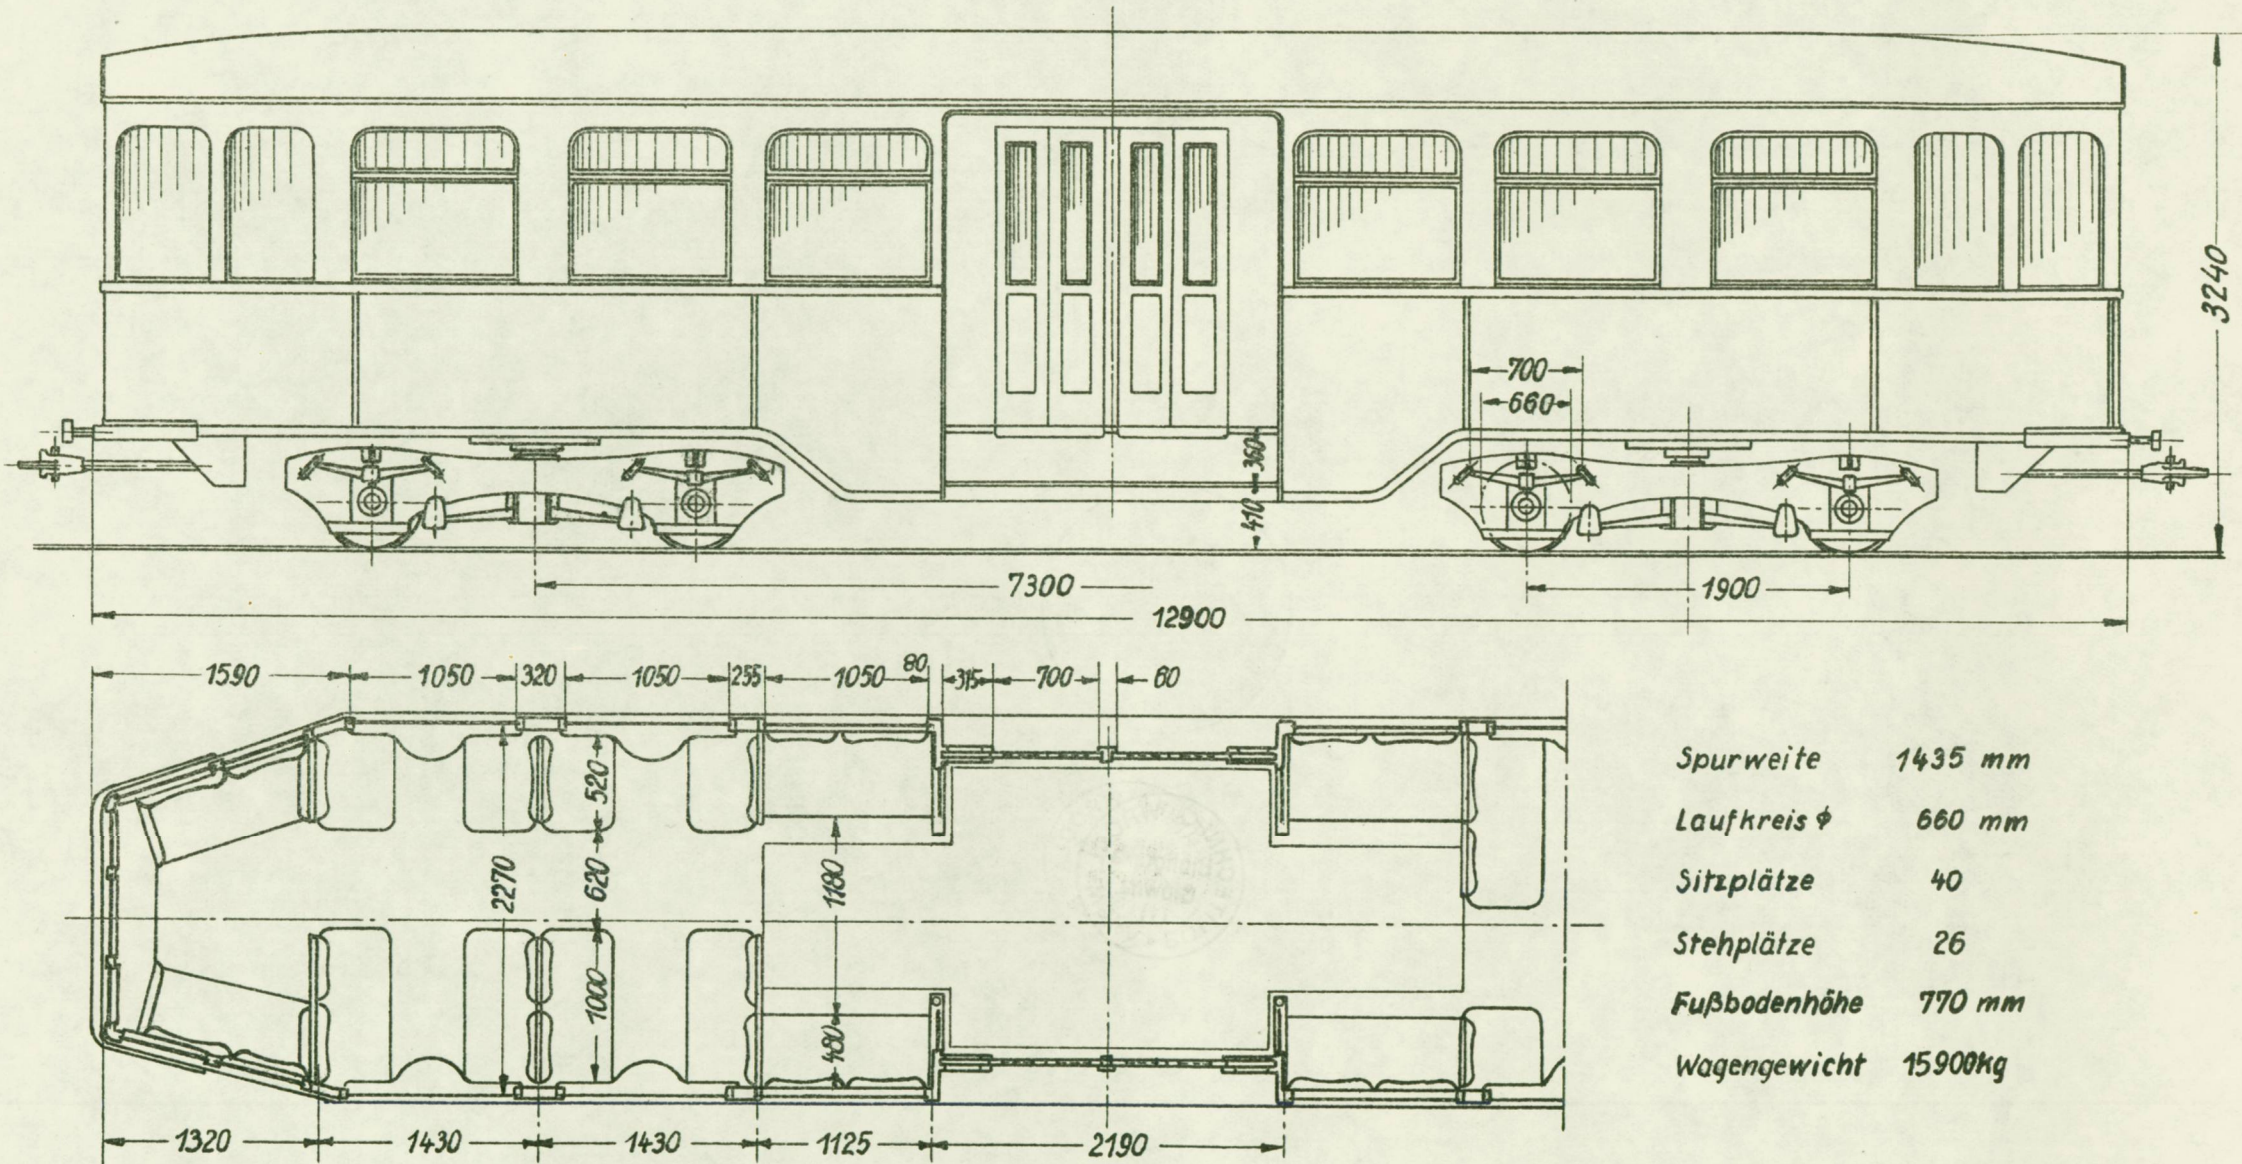 3240
700
660
360
410
7300
1900
12900
1590 1050 320 1050 255 1050 80 315 700 60
2270
520
620
1000
1180
480
1320 1430 1430 1125 2190
Spurweite 1435 mm
Laufkreis ϕ 660 mm
Sitzplätze 40
Stehplätze 26
Fußbodenhöhe 770 mm
Wagengewicht 15900kg